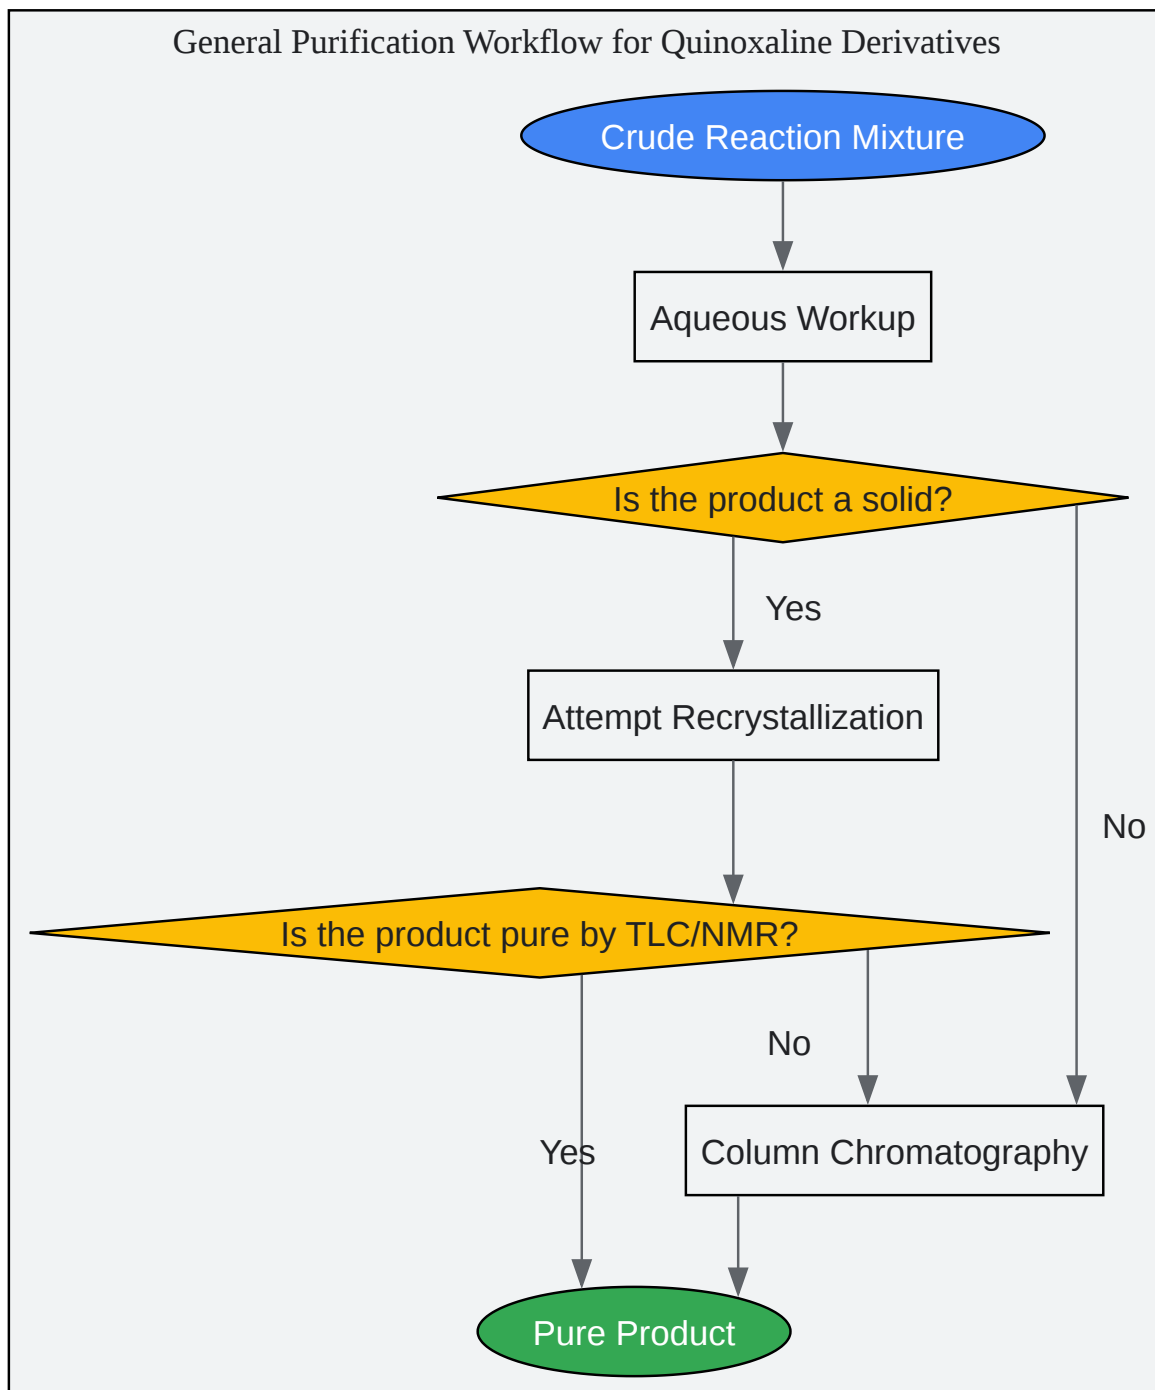 General Purification Workflow for Quinoxaline Derivatives
Crude Reaction Mixture
Aqueous Workup
Is the product a solid?
Yes
Attempt Recrystallization
No
Is the product pure by TLC/NMR?
No
Yes
Column Chromatography
Pure Product